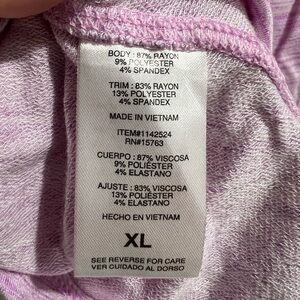 BODY : 87% RAYON
9% POLYESTER
4% SPANDEX
TRIM : 83% RAYON
13% POLYESTER
4% SPANDEX
MADE IN VIETNAM
ITEM#1142524
RN#15763
CUERPO : 87% VISCOSA
9% POLIÉSTER
4% ELASTANO
AJUSTE : 83% VISCOSA
13% POLIÉSTER
4% ELASTANO
HECHO EN VIETNAM
XL
SEE REVERSE FOR CARE
VER CUIDADO AL DORSO